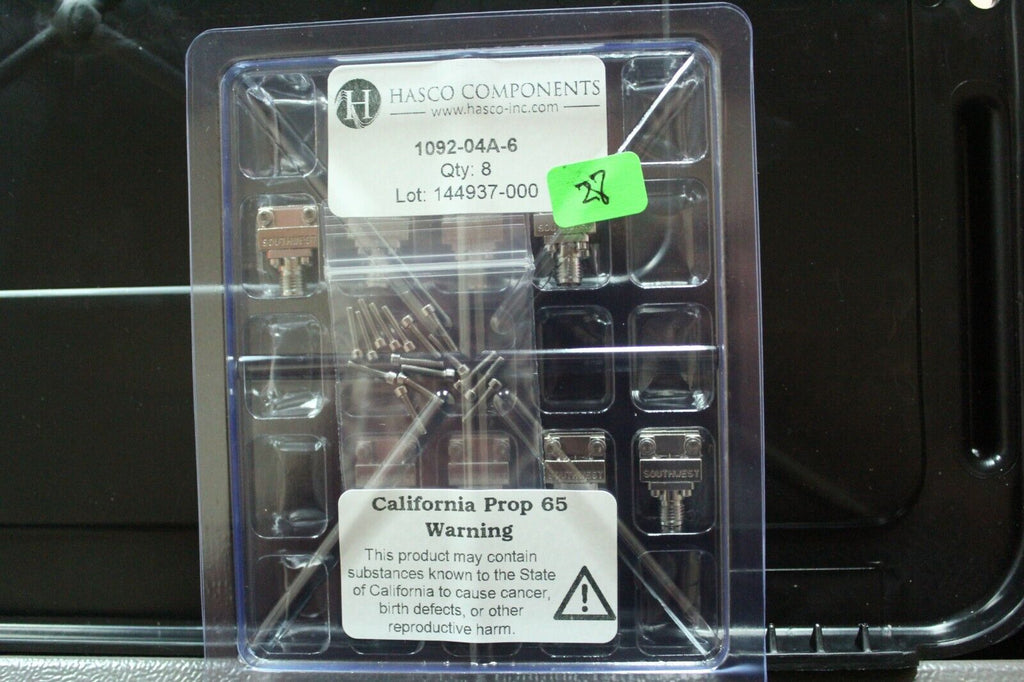 H HASCO COMPONENTS
www.hasco-inc.com
1092-04A-6
Qty: 8
Lot: 144937-000
28
SOUTHWEST
SOUTHWEST
California Prop 65
Warning
This product may contain
substances known to the State
of California to cause cancer,
birth defects, or other
reproductive harm.
!